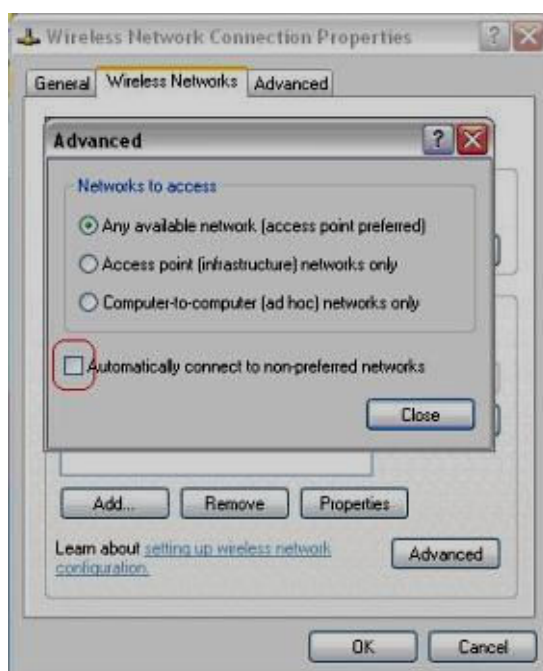 Wireless Network Connection Properties
General Wireless Networks Advanced
Advanced
Networks to access
Any available network (access point preferred)
Access point (infrastructure) networks only
Computer-to-computer (ad hoc) networks only
Automatically connect to non-preferred networks
Close
Add... Remove Properties
Learn about setting up wireless network
configuration.
Advanced
OK Cancel